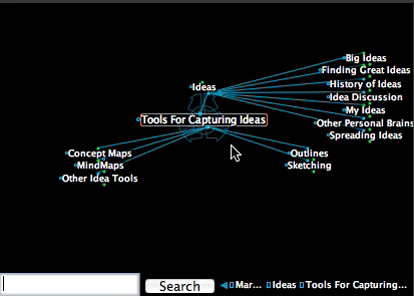 Ideas
Big Ideas
Finding Great Ideas
History of Ideas
Idea Discussion
My Ideas
Other Personal Brains
Spreading Ideas
Tools For Capturing Ideas
Concept Maps
MindMaps
Other Idea Tools
Outlines
Sketching
Search
Mar... Ideas Tools For Capturing...